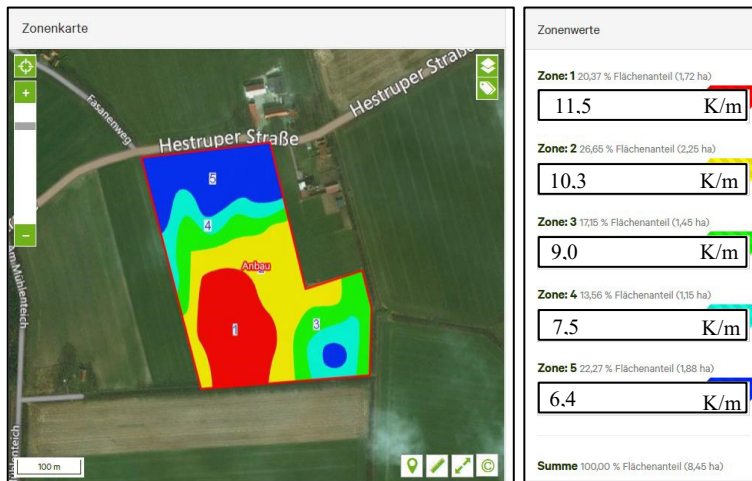 Zonenkarte
Fasanenweg
Hestruper Straße
Hestruper Straße
Am Mühlenteich
5
4
Anbau
1
3
100 m
Zonenwerte
Zone: 1 20,37 % Flächenanteil (1,72 ha)
11,5 K/m
Zone: 2 26,65 % Flächenanteil (2,25 ha)
10,3 K/m
Zone: 3 17,15 % Flächenanteil (1,45 ha)
9,0 K/m
Zone: 4 13,56 % Flächenanteil (1,15 ha)
7,5 K/m
Zone: 5 22,27 % Flächenanteil (1,88 ha)
6,4 K/m
Summe 100,00 % Flächenanteil (8,45 ha)